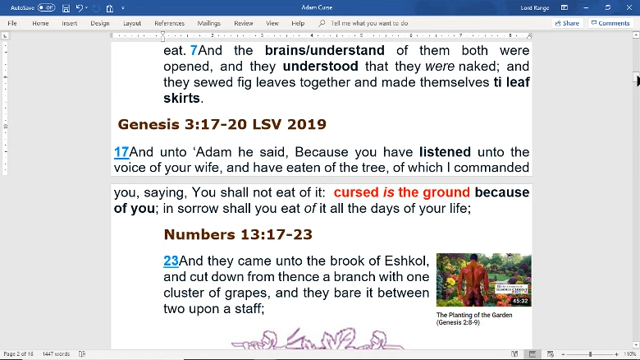 AutoSave Off
Adam Curse
Lord Range
File Home Insert Draw Design Layout References Mailings Review View Help Tell me what you want to do
Share Comments
eat. 7And the brains/understand of them both were
opened, and they understood that they were naked; and
they sewed fig leaves together and made themselves ti leaf
skirts.
Genesis 3:17-20 LSV 2019
17And unto ‘Adam he said, Because you have listened unto the
voice of your wife, and have eaten of the tree, of which I commanded
you, saying, You shall not eat of it: cursed is the ground because
of you; in sorrow shall you eat of it all the days of your life;
Numbers 13:17-23
23And they came unto the brook of Eshkol,
and cut down from thence a branch with one
cluster of grapes, and they bare it between
two upon a staff;
45:32
The Planting of the Garden
(Genesis 2:8-9)
Page 2 of 16 1447 words
110%